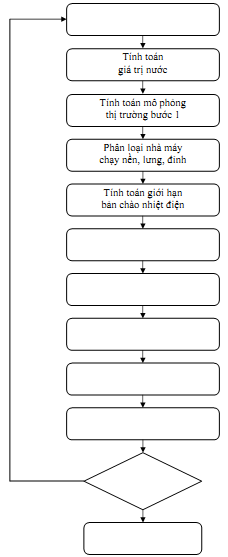 Tính toán
giá trị nước
Tính toán mô phỏng
thị trường bước 1
Phân loại nhà máy
chạy nền, lưng, đỉnh
Tính toán giới hạn
bản chào nhiệt điện